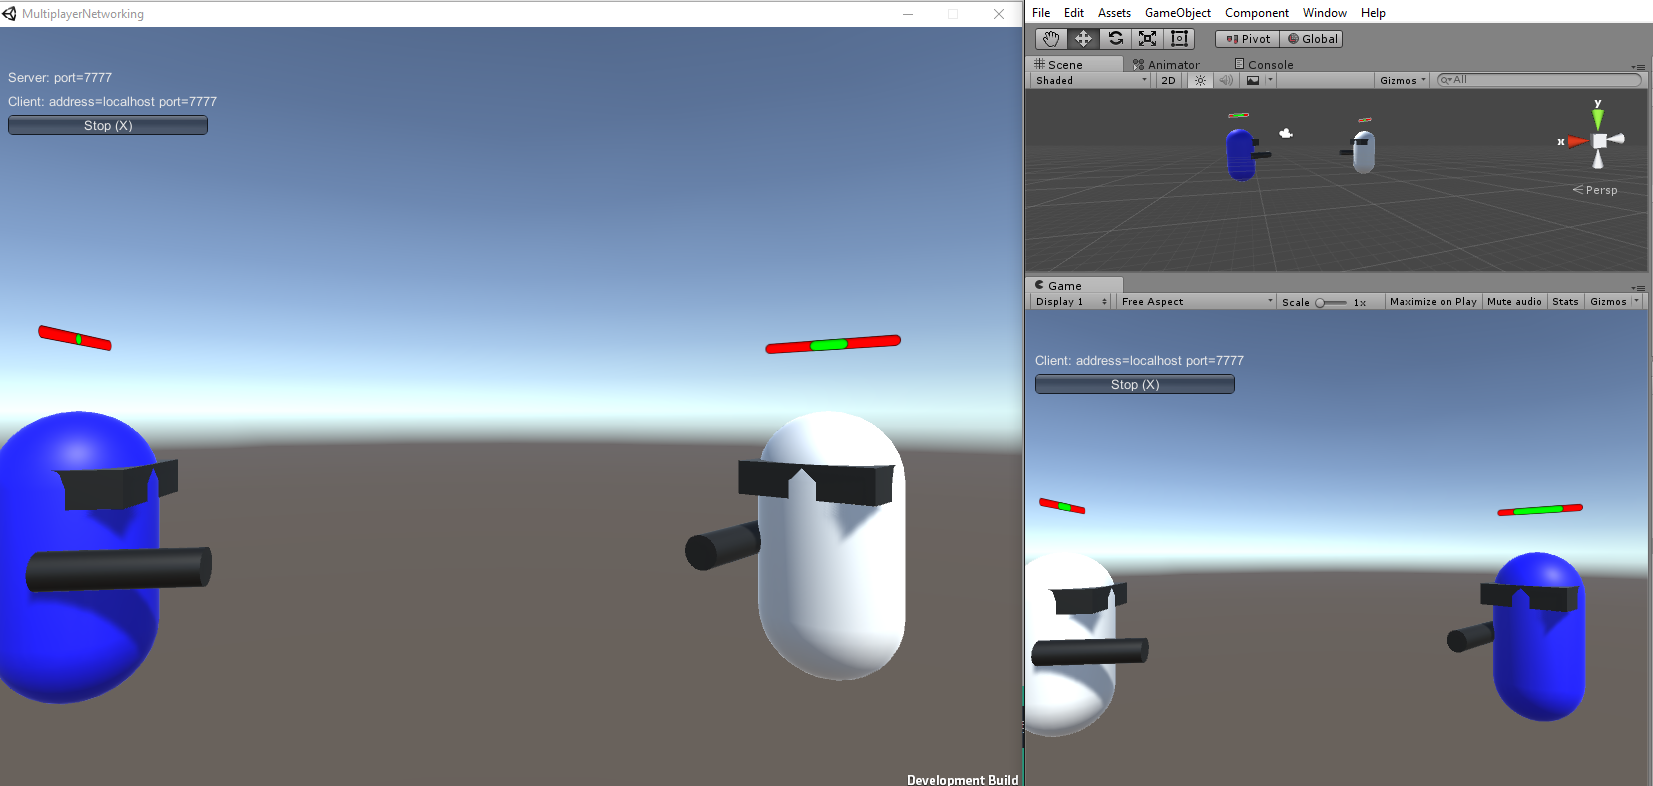 MultiplayerNetworking
Server: port=7777
Client: address=localhost port=7777
Stop (X)
Development Build
File Edit Assets GameObject Component Window Help
Pivot Global
Scene Animator Console
Shaded 2D Gizmos All
y
x
Persp
Game
Display 1 Free Aspect Scale 1x Maximize on Play Mute audio Stats Gizmos
Client: address=localhost port=7777
Stop (X)